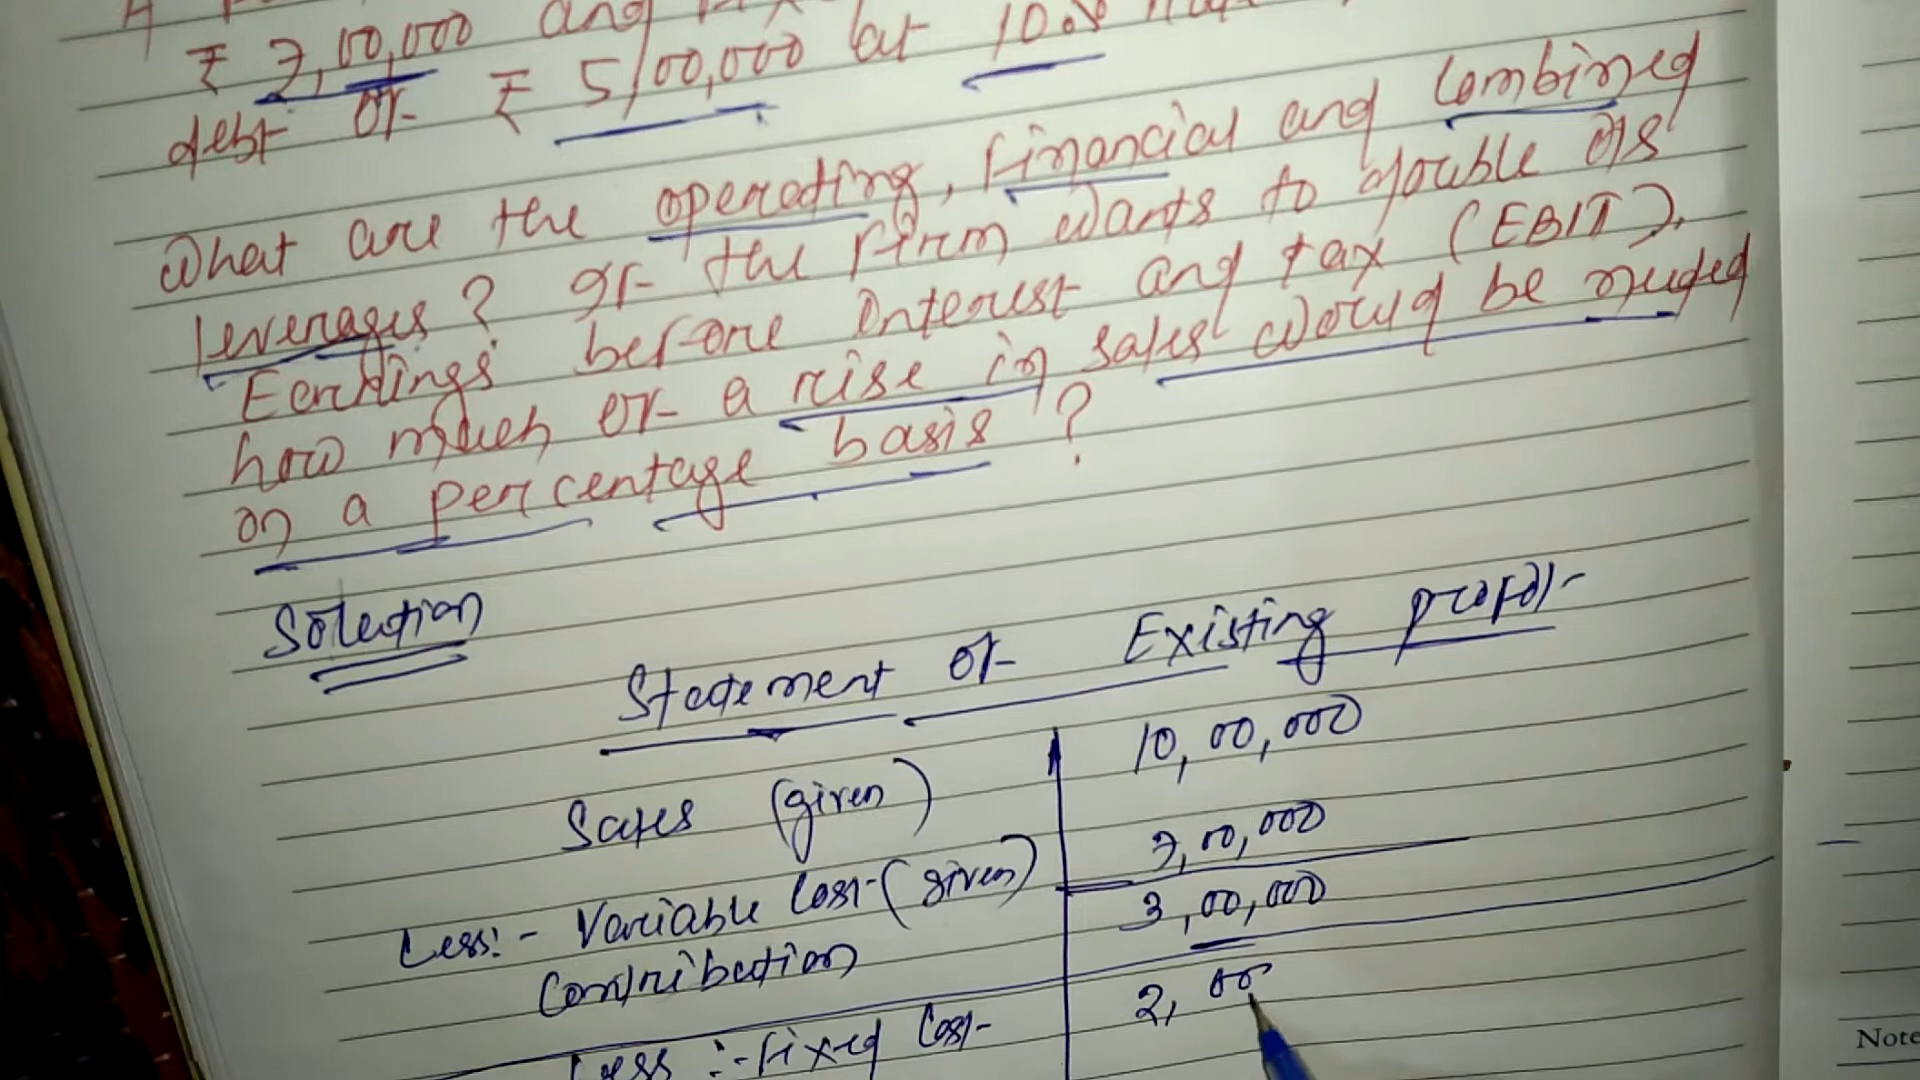 ₹ 7,00,000 and
debt of ₹ 5,00,000 at 10%
What are the operating, financial and combined
leverages? If the firm wants to double its
Earnings before interest and tax (EBIT),
how much of a rise in sales would be needed
on a percentage basis?
Solution
Statement of Existing profit
Sales (given) 10,00,000
Less:- Variable Cost (given) 7,00,000
Contribution 3,00,000
Less:- fixed Cost 2,00
Note